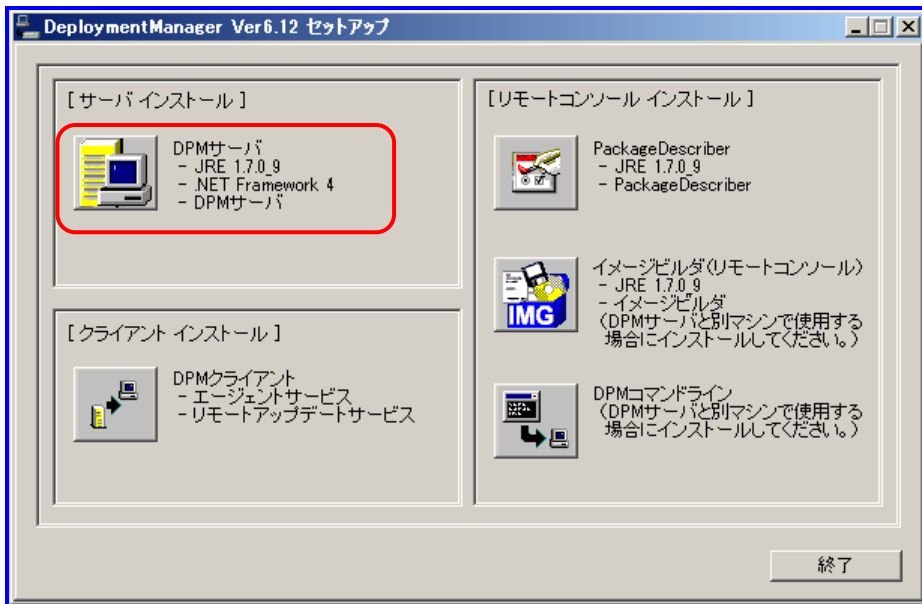 DeploymentManager Ver6.12 セットアップ
[ サーバ インストール ]
DPMサーバ
- JRE 1.7.0_9
- .NET Framework 4
- DPMサーバ
[ クライアント インストール ]
DPMクライアント
- エージェントサービス
- リモートアップデートサービス
[ リモートコンソール インストール ]
PackageDescriber
- JRE 1.7.0_9
- PackageDescriber
IMG
イメージビルダ(リモートコンソール)
- JRE 1.7.0_9
- イメージビルダ
(DPMサーバと別マシンで使用する
場合にインストールしてください。)
DPMコマンドライン
(DPMサーバと別マシンで使用する
場合にインストールしてください。)
終了